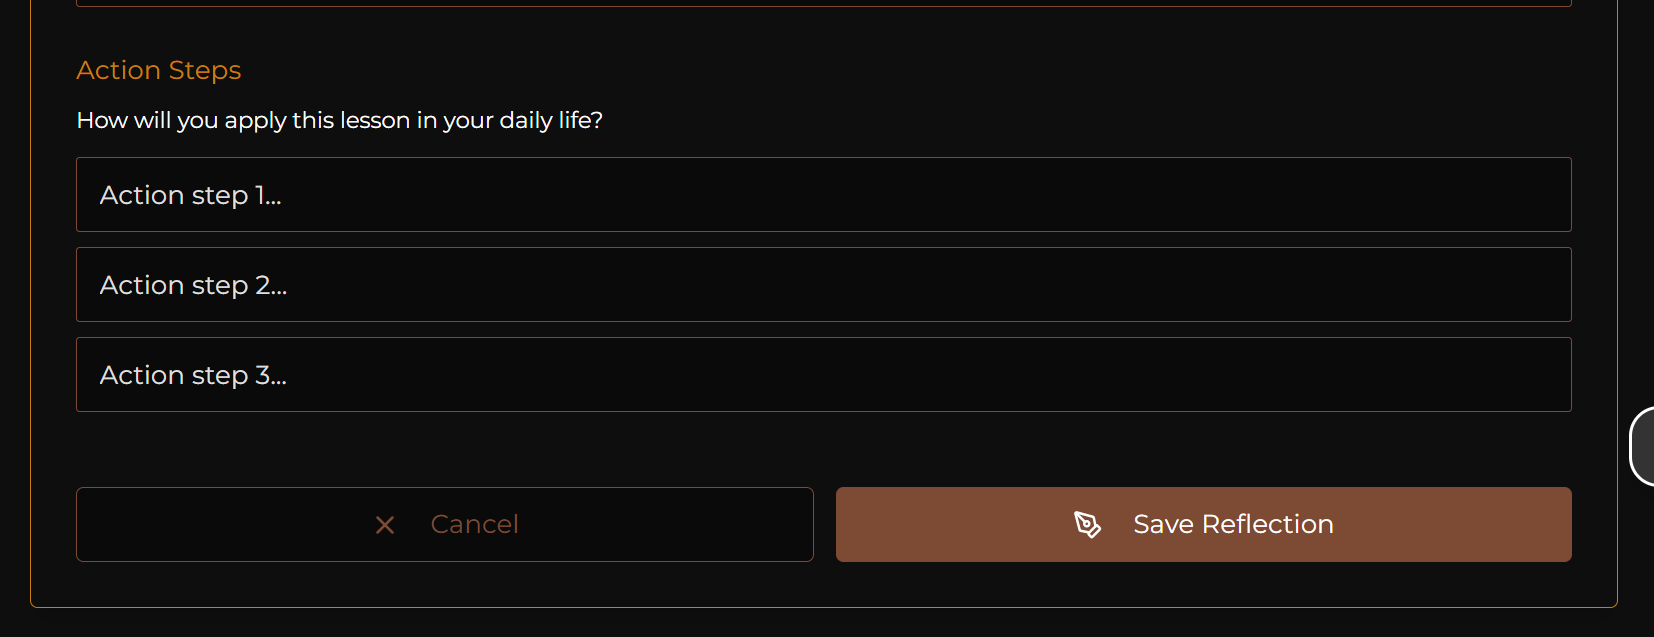 Action Steps
How will you apply this lesson in your daily life?
Action step 1...
Action step 2...
Action step 3...
Cancel
Save Reflection